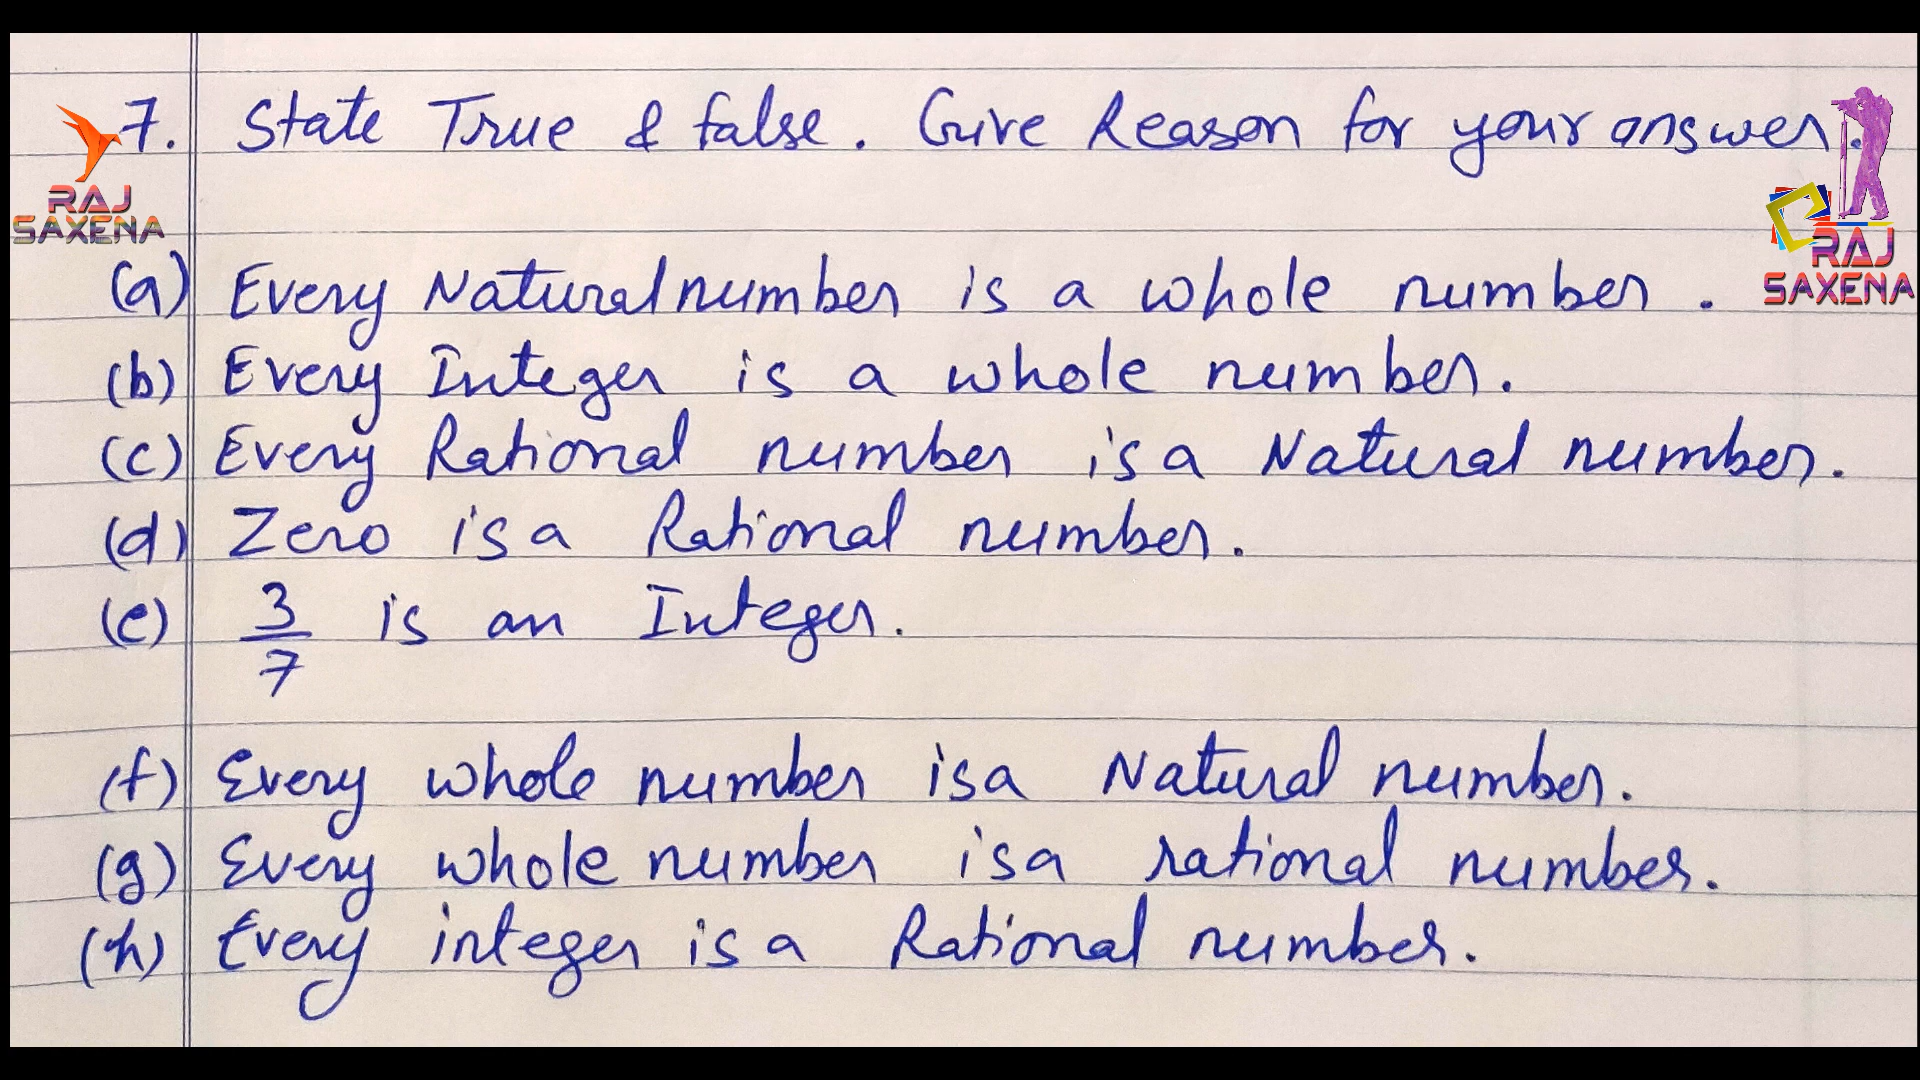 7. State True & false. Give Reason for your answer.
RAJ
SAXENA
RAJ
SAXENA
(a) Every Natural number is a whole number.
(b) Every Integer is a whole number.
(c) Every Rational number is a Natural number.
(d) Zero is a Rational number.
(e) 3/7 is an Integer.
(f) Every whole number is a Natural number.
(g) Every whole number is a rational number.
(h) Every integer is a Rational number.